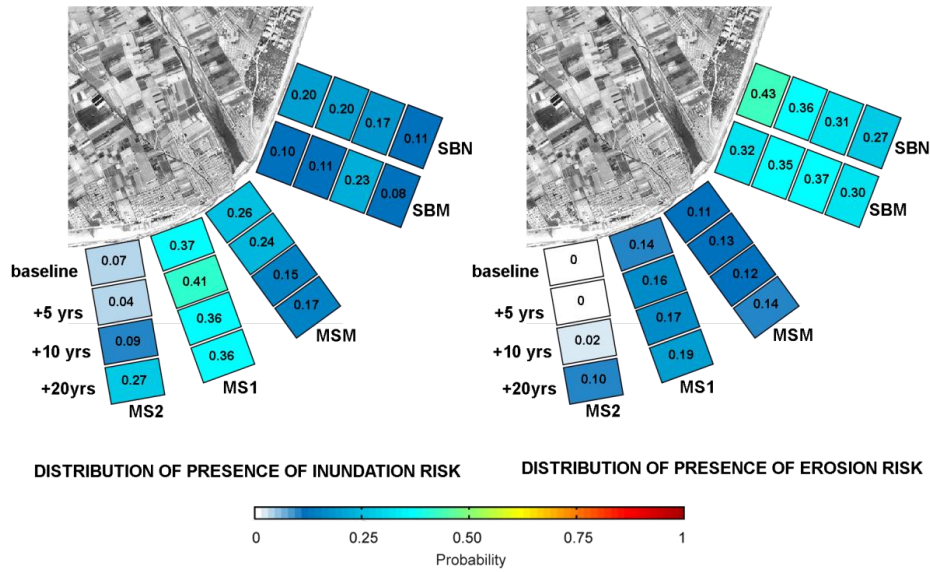 0.20 0.20 0.17 0.11
SBN
0.10 0.11 0.23 0.08
SBM
0.26
0.24
0.15
0.17
MSM
0.37
0.41
0.36
0.36
MS1
baseline 0.07
+5 yrs 0.04
+10 yrs 0.09
+20yrs 0.27
MS2
DISTRIBUTION OF PRESENCE OF INUNDATION RISK
0.43 0.36 0.31 0.27
SBN
0.32 0.35 0.37 0.30
SBM
0.11
0.13
0.12
0.14
MSM
0.14
0.16
0.17
0.19
MS1
baseline 0
+5 yrs 0
+10 yrs 0.02
+20yrs 0.10
MS2
DISTRIBUTION OF PRESENCE OF EROSION RISK
0 0.25 0.50 0.75 1
Probability